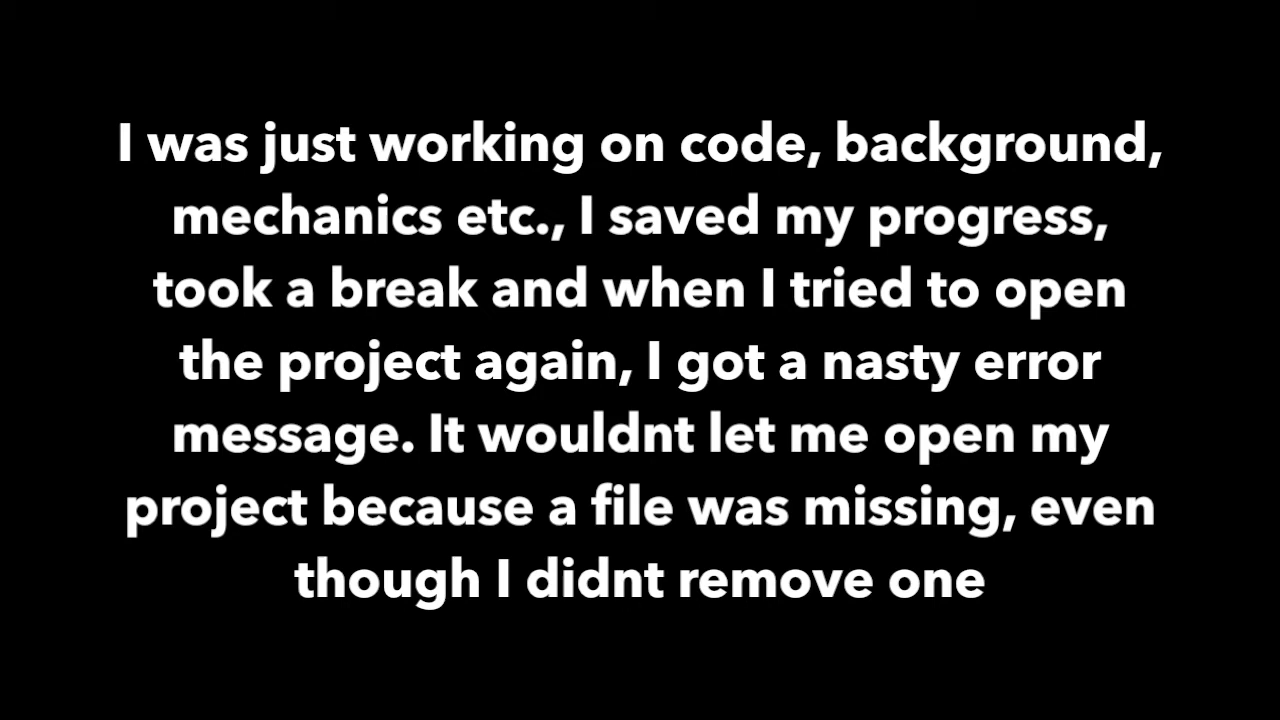 I was just working on code, background,
mechanics etc., I saved my progress,
took a break and when I tried to open
the project again, I got a nasty error
message. It wouldnt let me open my
project because a file was missing, even
though I didnt remove one